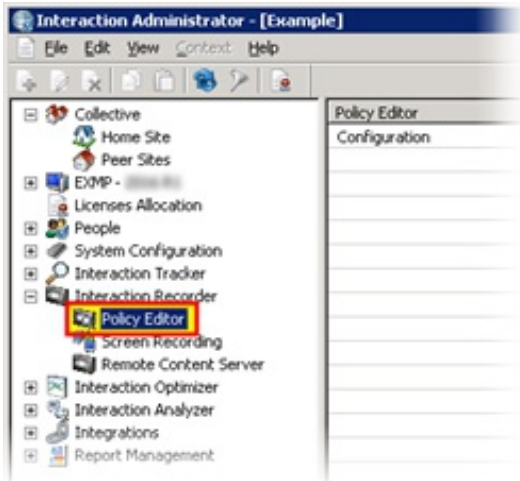 Interaction Administrator - [Example]
File Edit View Context Help
Collective
Home Site
Peer Sites
EXMP -
Licenses Allocation
People
System Configuration
Interaction Tracker
Interaction Recorder
Policy Editor
Screen Recording
Remote Content Server
Interaction Optimizer
Interaction Analyzer
Integrations
Report Management
Policy Editor
Configuration